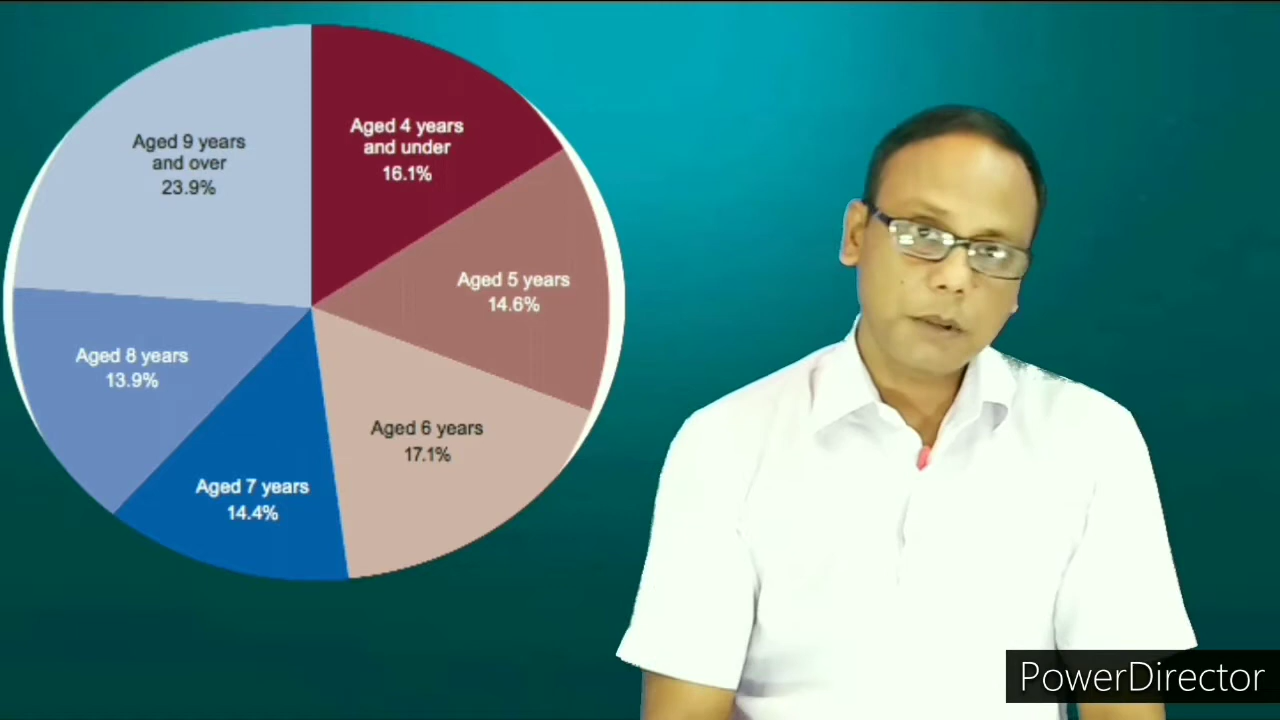 Aged 9 years
and over
23.9%
Aged 4 years
and under
16.1%
Aged 5 years
14.6%
Aged 8 years
13.9%
Aged 6 years
17.1%
Aged 7 years
14.4%
PowerDirector